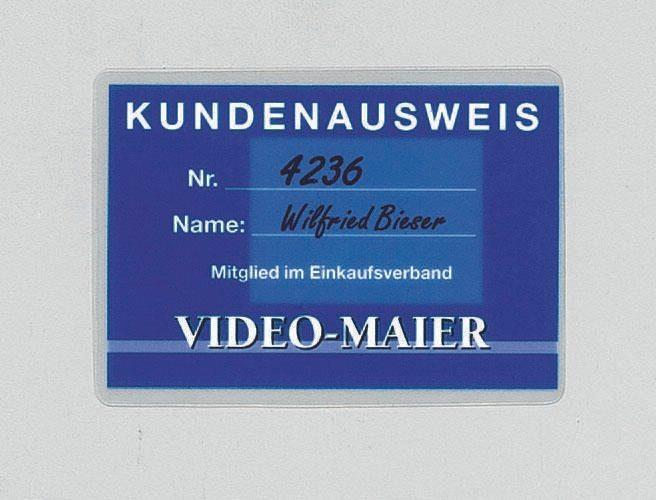 KUNDENAUSWEIS
Nr. 4236
Name: Wilfried Bieser
Mitglied im Einkaufsverband
VIDEO-MAIER